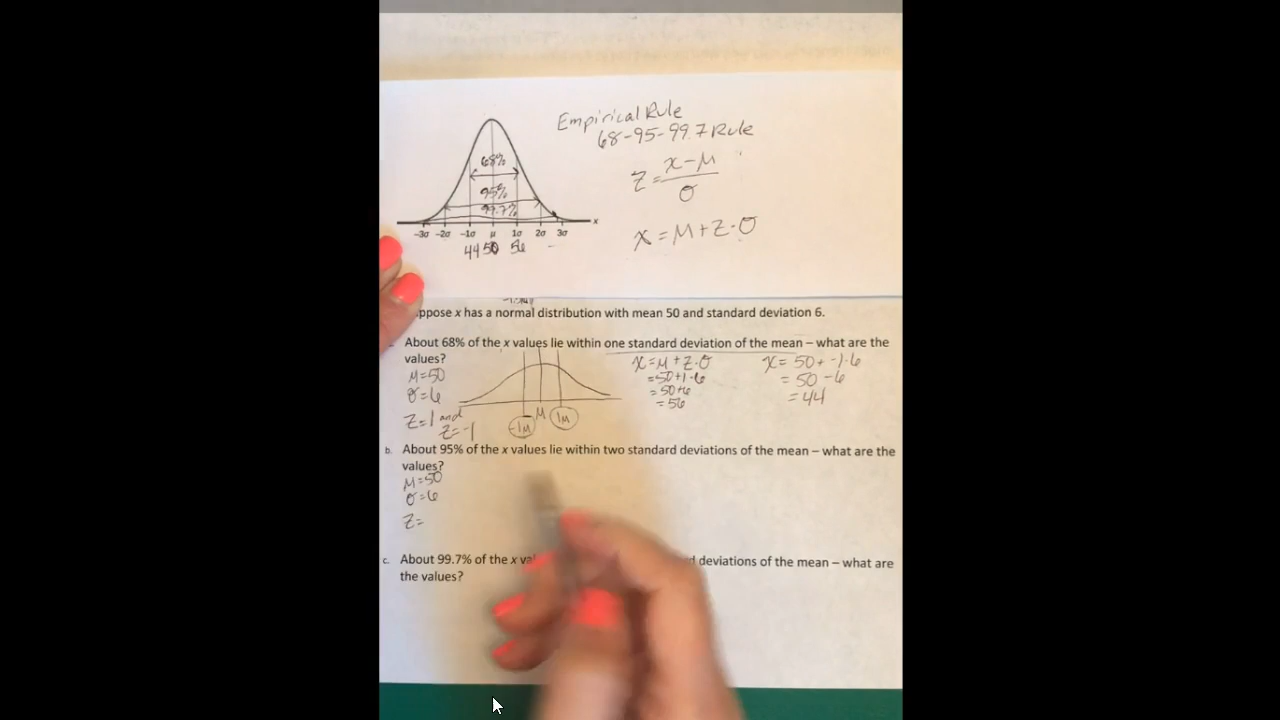 Empirical Rule
68-95-99.7 Rule
68%
95%
99.7%
z = x-μ / σ
x
-3σ -2σ -1σ μ 1σ 2σ 3σ
44 50 56
x = μ + z·σ
ppose x has a normal distribution with mean 50 and standard deviation 6.
About 68% of the x values lie within one standard deviation of the mean – what are the
values?
μ=50
σ=6
z=1 and
z=-1
-1μ μ 1μ
x=μ+z·σ
=50+1·6
=50+6
=56
x= 50+ -1·6
= 50-6
= 44
b. About 95% of the x values lie within two standard deviations of the mean – what are the
values?
μ=50
σ=6
z=
c. About 99.7% of the x deviations of the mean – what are
the values?